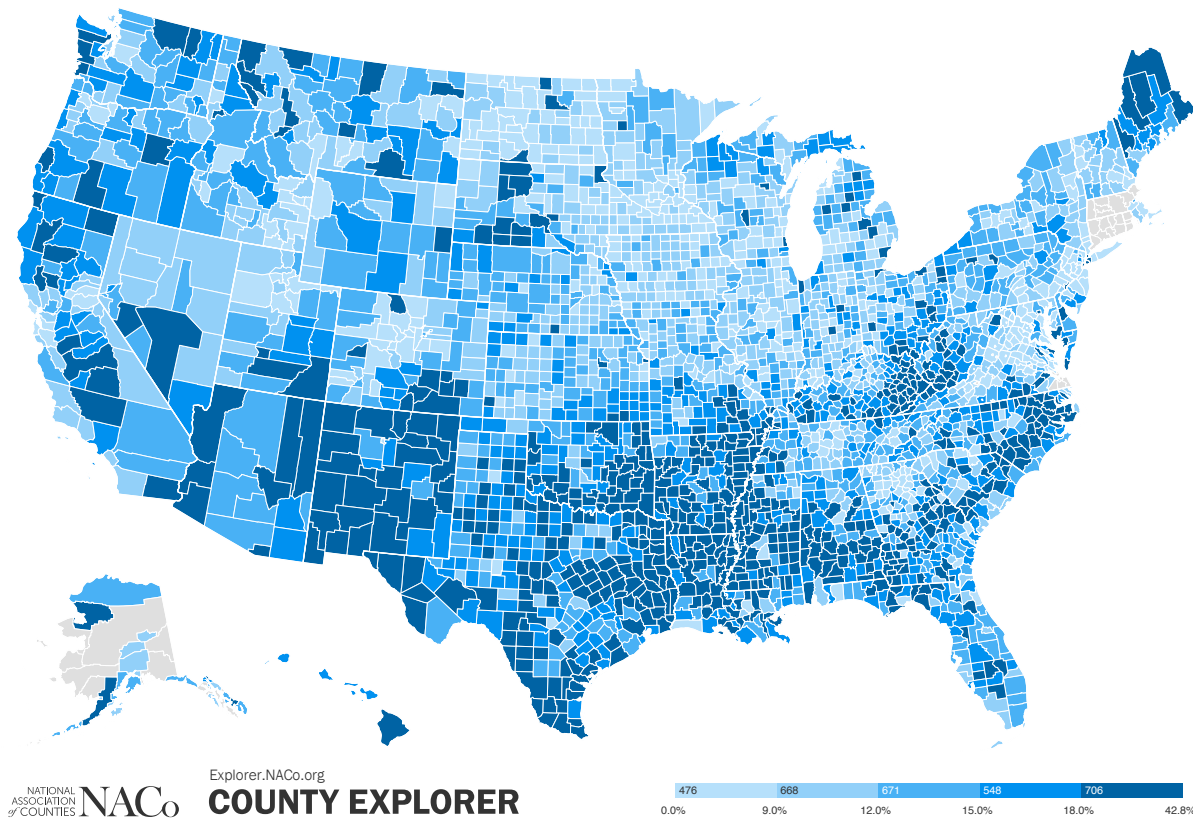 Explorer.NACo.org
NATIONAL
ASSOCIATION
of COUNTIES
NACo
COUNTY EXPLORER
476 668 671 548 706
0.0% 9.0% 12.0% 15.0% 18.0% 42.8%